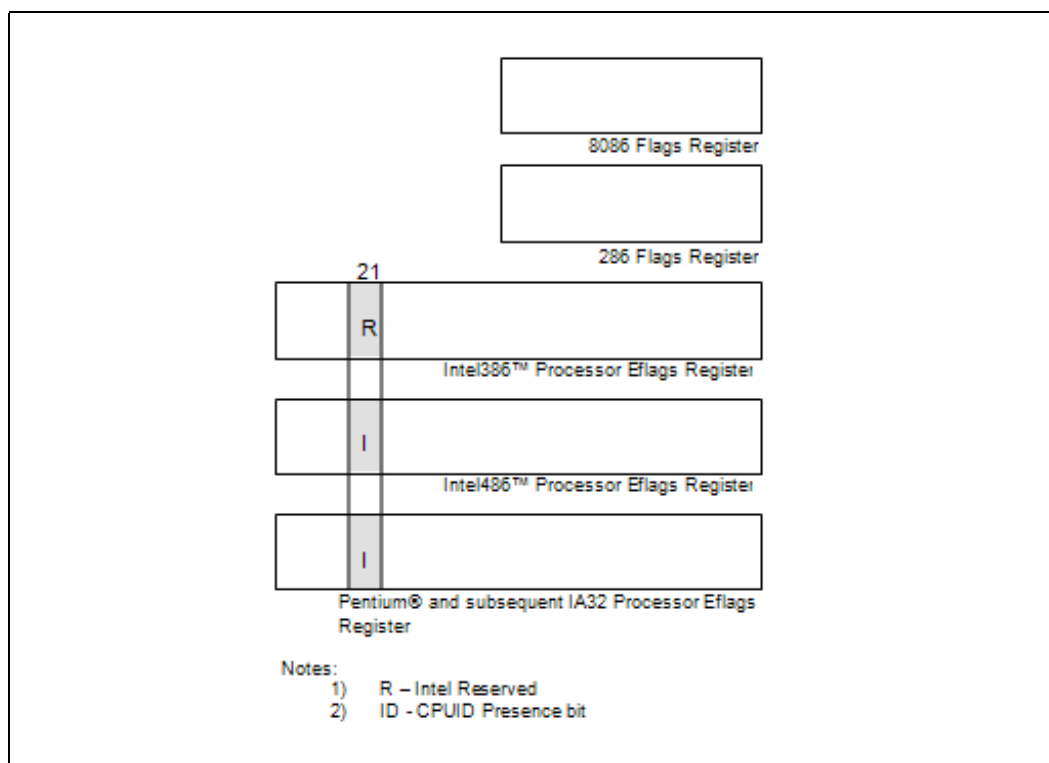 8086 Flags Register
286 Flags Register
21
R
Intel386™ Processor Eflags Register
I
Intel486™ Processor Eflags Register
I
Pentium® and subsequent IA32 Processor Eflags
Register
Notes:
1) R – Intel Reserved
2) ID - CPUID Presence bit